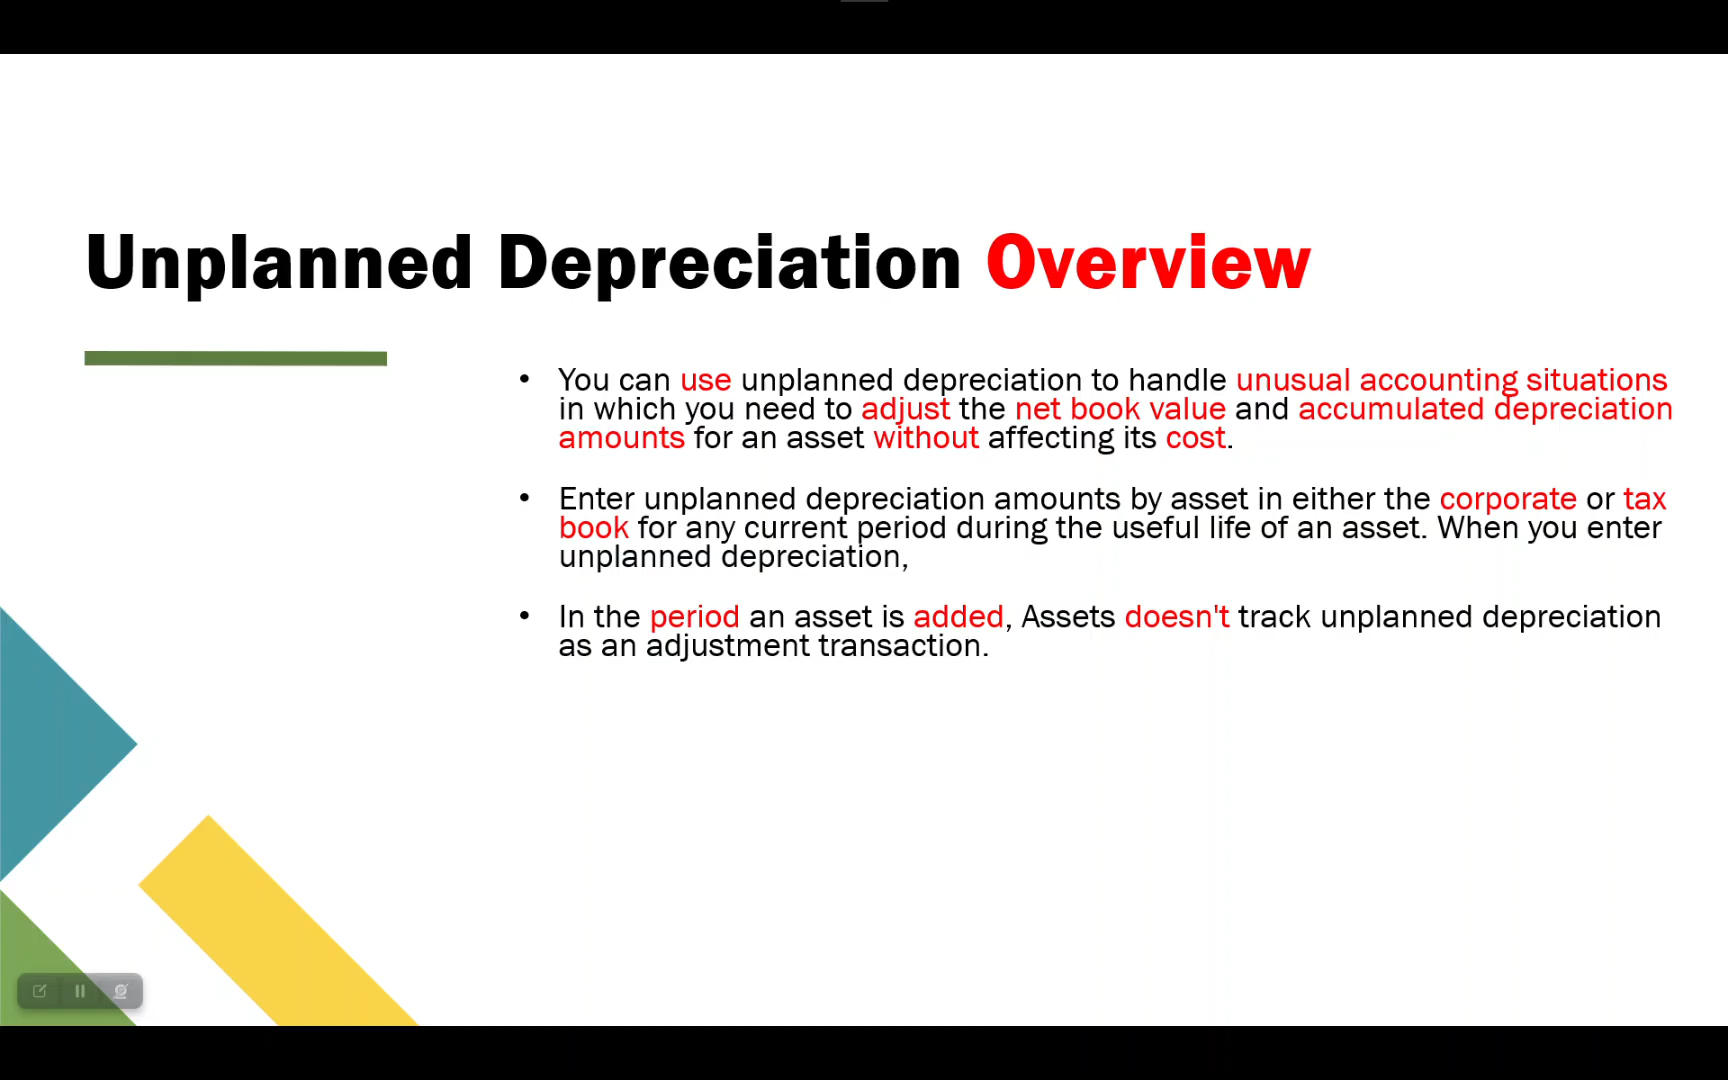 Unplanned Depreciation Overview
• You can use unplanned depreciation to handle unusual accounting situations
in which you need to adjust the net book value and accumulated depreciation
amounts for an asset without affecting its cost.
• Enter unplanned depreciation amounts by asset in either the corporate or tax
book for any current period during the useful life of an asset. When you enter
unplanned depreciation,
• In the period an asset is added, Assets doesn't track unplanned depreciation
as an adjustment transaction.